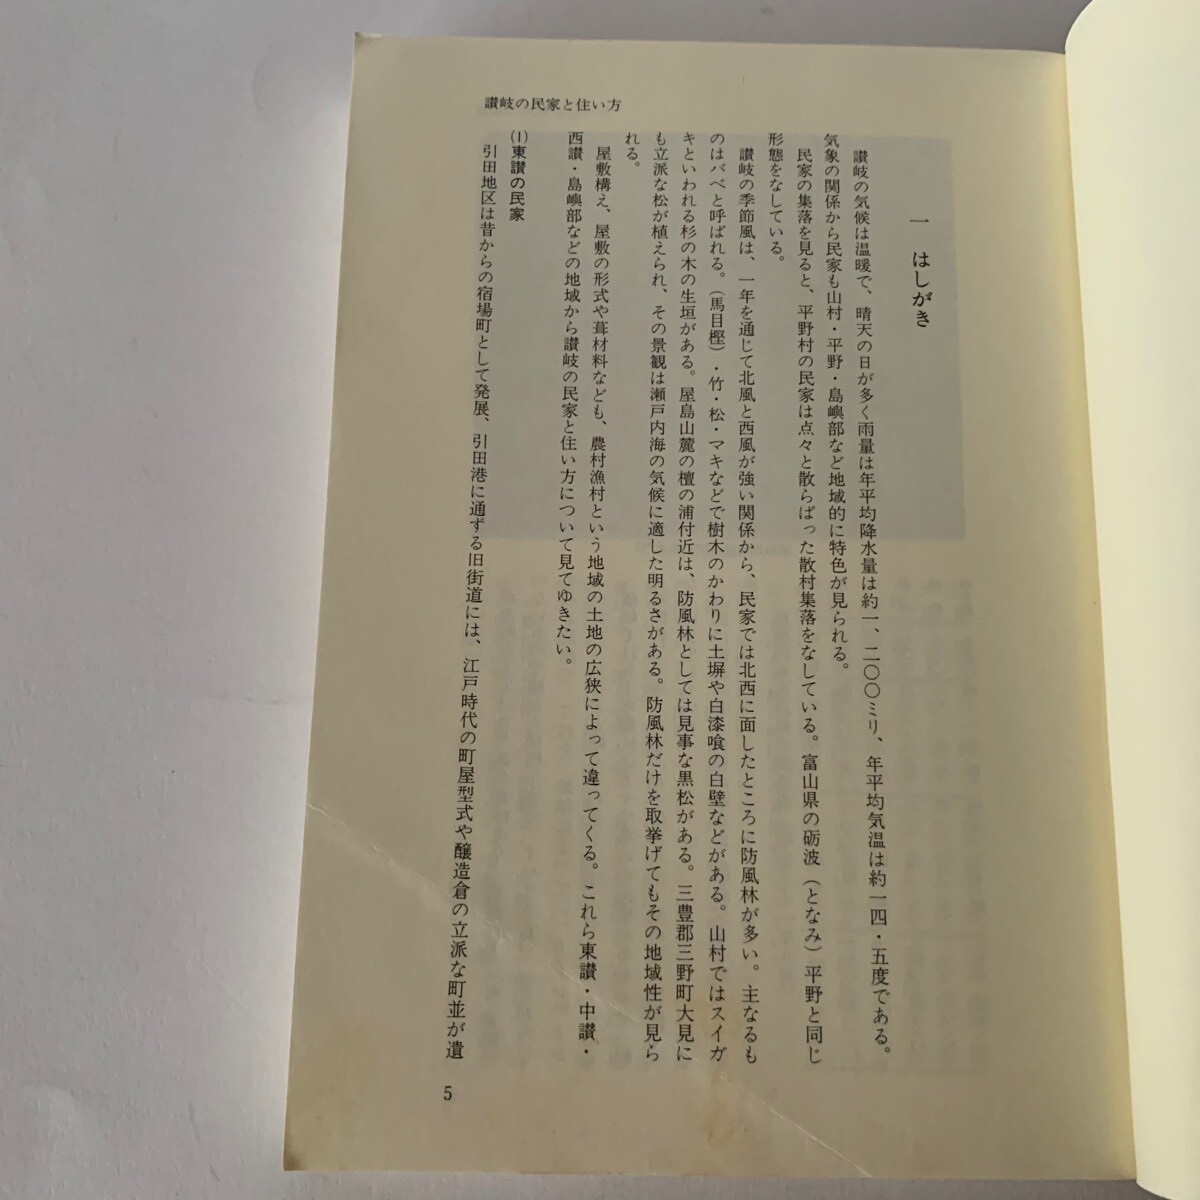 讃岐の民家と住い方
一　はしがき
讃岐の気候は温暖で、晴天の日が多く雨量は年平均降水量は約一、二〇〇ミリ、年平均気温は約一四・五度である。
気象の関係から民家も山村・平野・島嶼部など地域的に特色が見られる。
民家の集落を見ると、平野村の民家は点々と散らばった散村集落をなしている。富山県の砺波（となみ）平野と同じ
形態をなしている。
讃岐の季節風は、一年を通じて北風と西風が強い関係から、民家では北西に面したところに防風林が多い。主なるも
のはバベと呼ばれる。（馬目樫）・竹・松・マキなどで樹木のかわりに土塀や白漆喰の白壁などがある。山村ではスイガ
キといわれる杉の木の生垣がある。屋島山麓の檀の浦付近は、防風林としては見事な黒松がある。三豊郡三野町大見に
も立派な松が植えられ、その景観は瀬戸内海の気候に適した明るさがある。防風林だけを取挙げてもその地域性が見ら
れる。
屋敷構え、屋敷の形式や葺材料なども、農村漁村という地域の土地の広狭によって違ってくる。これら東讃・中讃・
西讃・島嶼部などの地域から讃岐の民家と住い方について見てゆきたい。
(1)東讃の民家
引田地区は昔からの宿場町として発展、引田港に通ずる旧街道には、江戸時代の町屋型式や醸造倉の立派な町並が遺
5